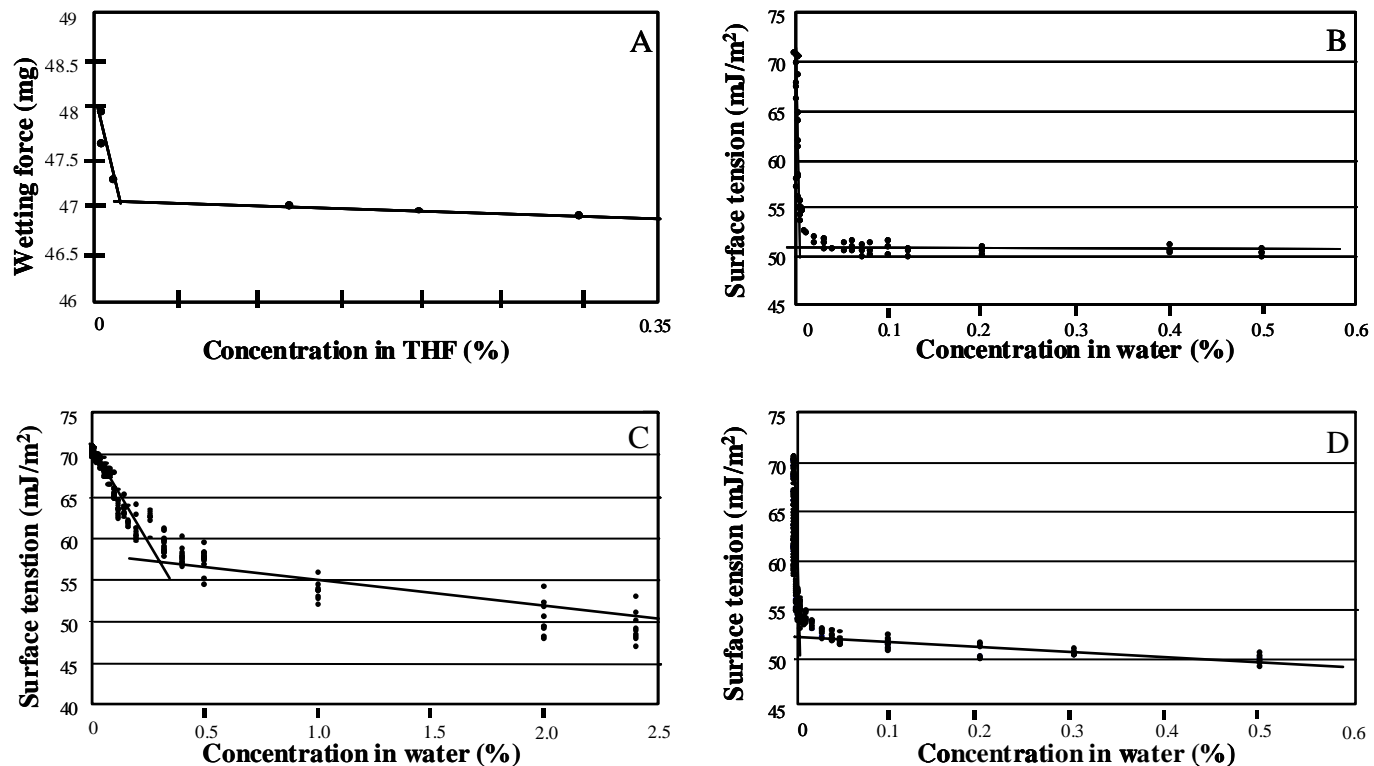 A
Wetting force (mg)
49
48.5
48
47.5
47
46.5
46
0
0.35
Concentration in THF (%)
B
Surface tension (mJ/m²)
75
70
65
60
55
50
45
0 0.1 0.2 0.3 0.4 0.5 0.6
Concentration in water (%)
C
Surface tenstion (mJ/m²)
75
70
65
60
55
50
45
40
0 0.5 1.0 1.5 2.0 2.5
Concentration in water (%)
D
Surface tension (mJ/m²)
75
70
65
60
55
50
45
0 0.1 0.2 0.3 0.4 0.5 0.6
Concentration in water (%)